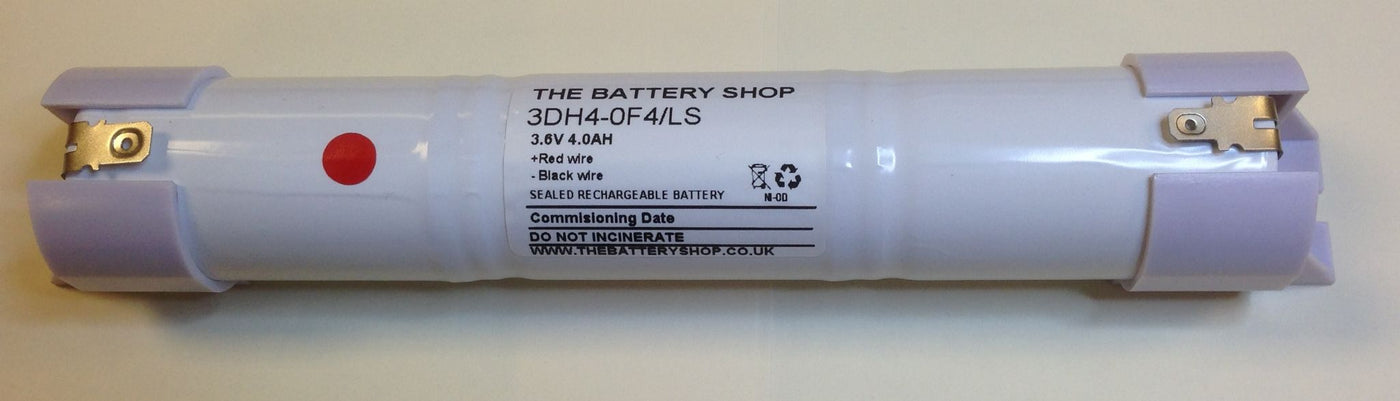 THE BATTERY SHOP
3DH4-0F4/LS
3.6V 4.0AH
+Red wire
- Black wire
SEALED RECHARGEABLE BATTERY
NI-OD
Commisioning Date
DO NOT INCINERATE
WWW.THEBATTERYSHOP.CO.UK